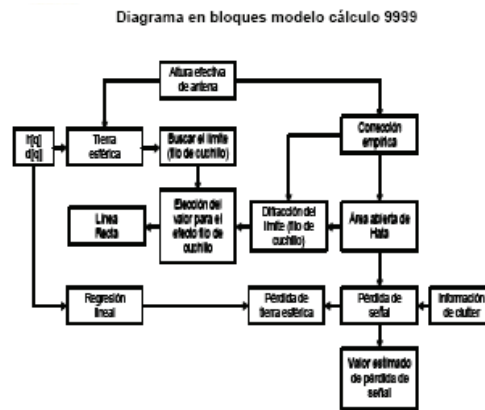 Diagrama en bloques modelo cálculo 9999
Altura efectiva
de antena
h[q]
d[q]
Tierra
esférica
Buscar el límite
(filo de cuchillo)
Corrección
empírica
Línea
Recta
Elección del
valor para el
efecto filo de
cuchillo
Difracción del
límite (filo de
cuchillo)
Área abierta de
Hata
Regresión
lineal
Pérdida de
tierra esférica
Pérdida de
señal
Información
de clutter
Valor estimado
de pérdida de
señal